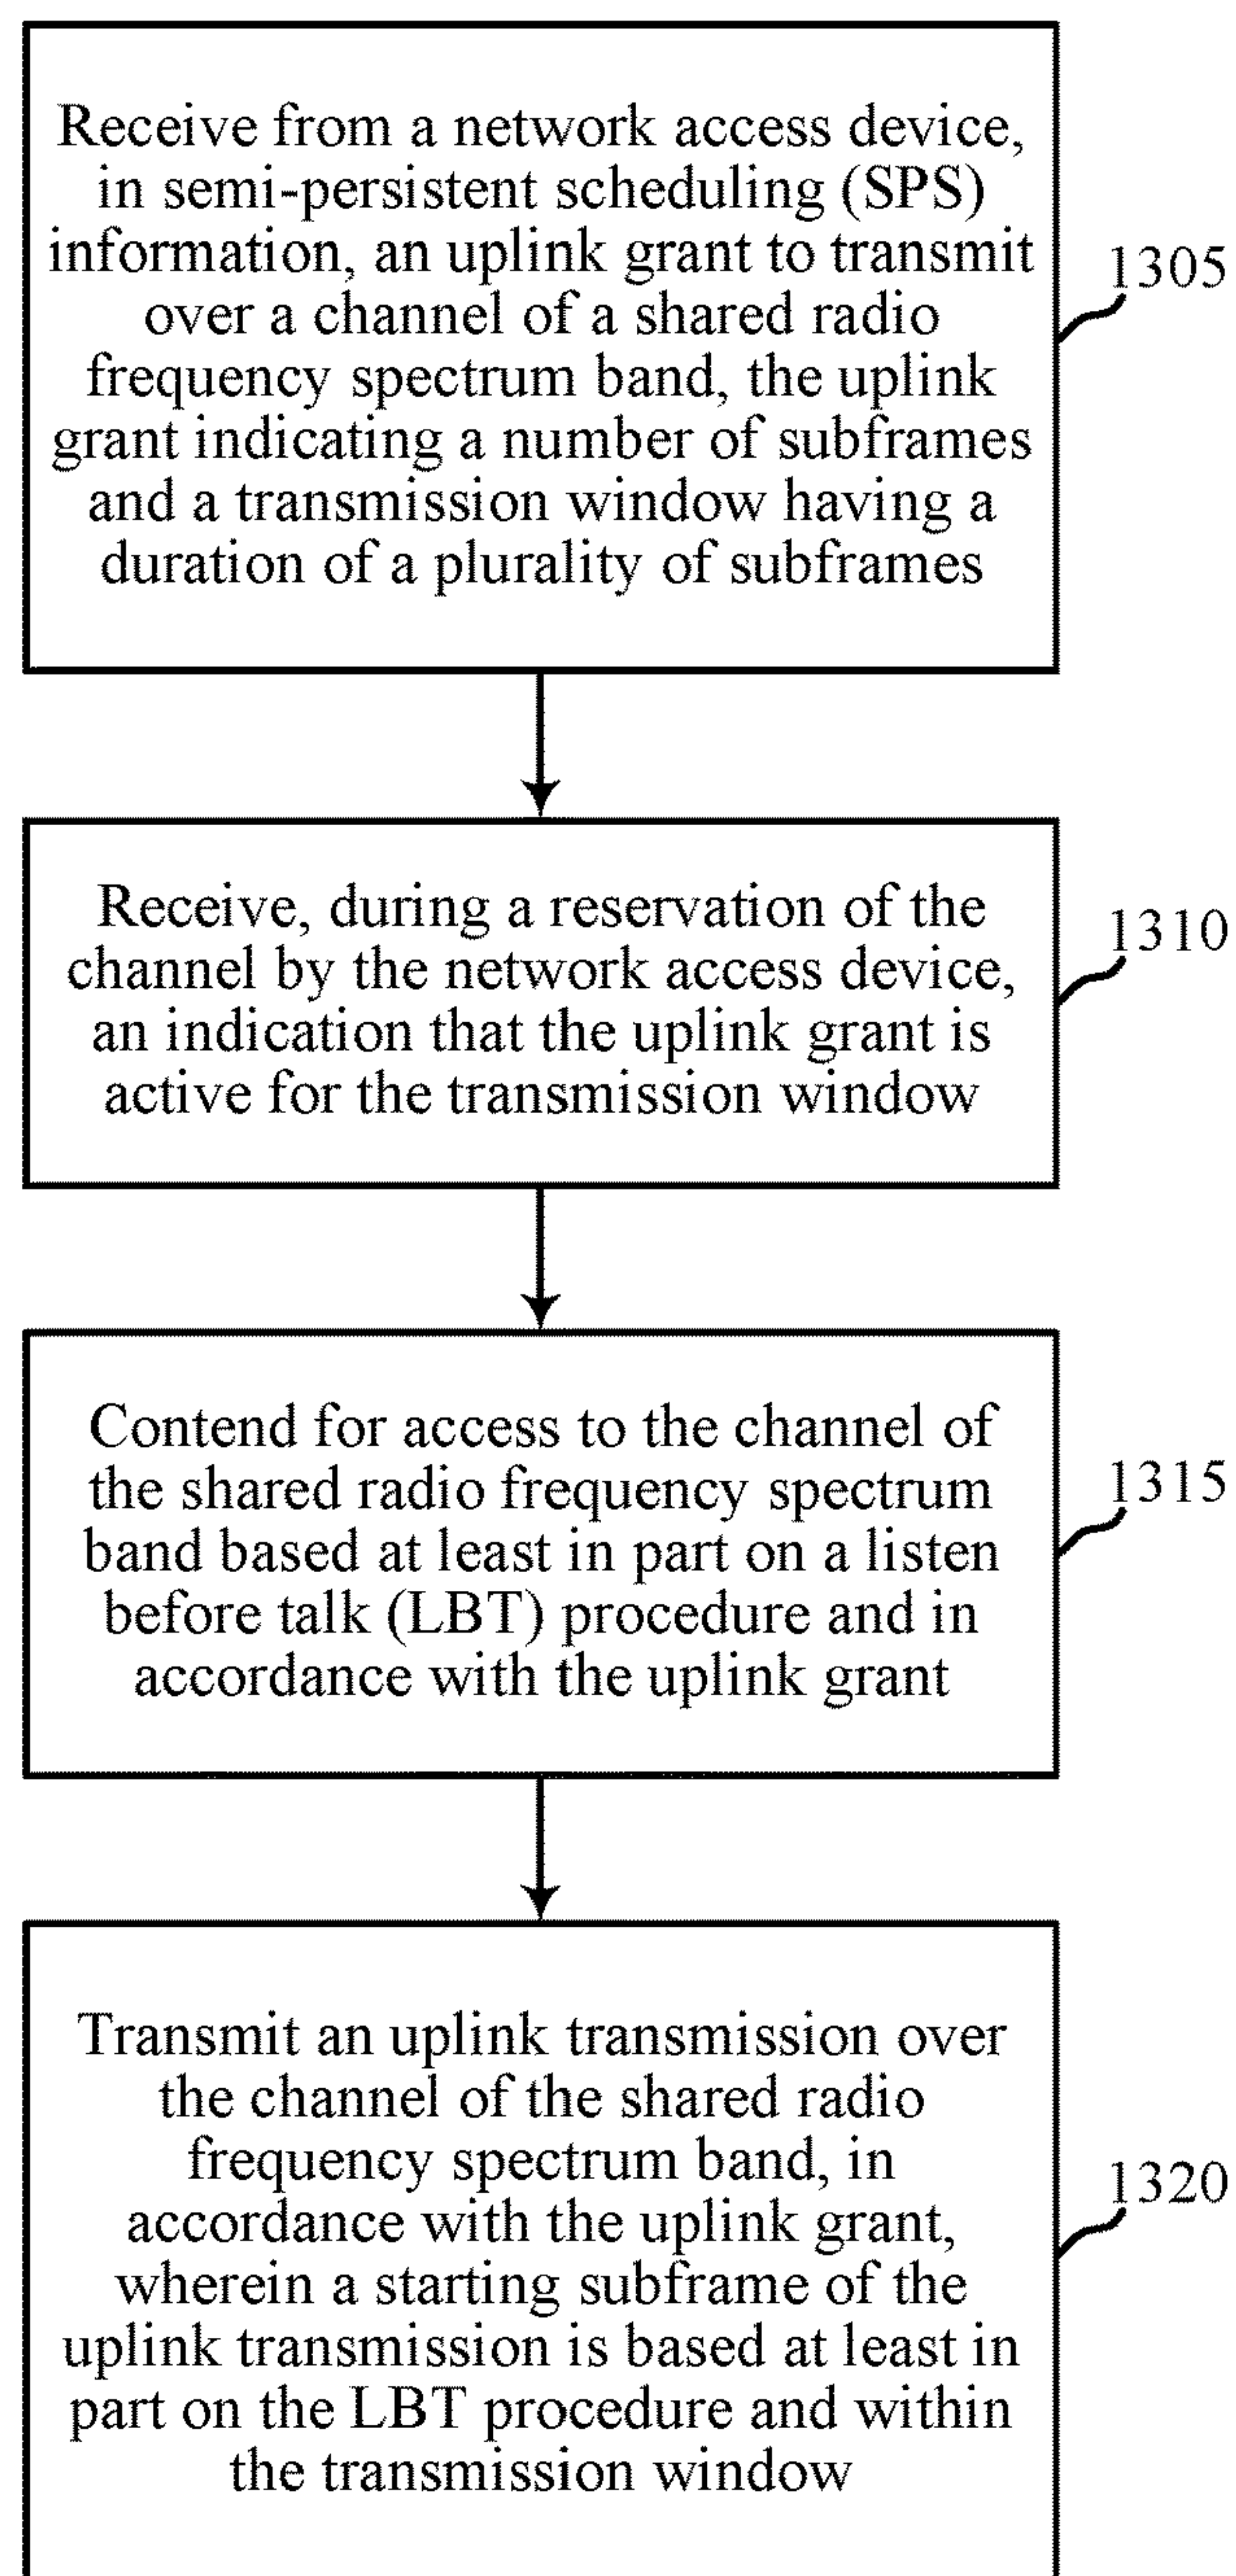 Receive from a network access device,
in semi-persistent scheduling (SPS)
information, an uplink grant to transmit
over a channel of a shared radio
frequency spectrum band, the uplink
grant indicating a number of subframes
and a transmission window having a
duration of a plurality of subframes
1305
Receive, during a reservation of the
channel by the network access device,
an indication that the uplink grant is
active for the transmission window
1310
Contend for access to the channel of
the shared radio frequency spectrum
band based at least in part on a listen
before talk (LBT) procedure and in
accordance with the uplink grant
1315
Transmit an uplink transmission over
the channel of the shared radio
frequency spectrum band, in
accordance with the uplink grant,
wherein a starting subframe of the
uplink transmission is based at least in
part on the LBT procedure and within
the transmission window
1320